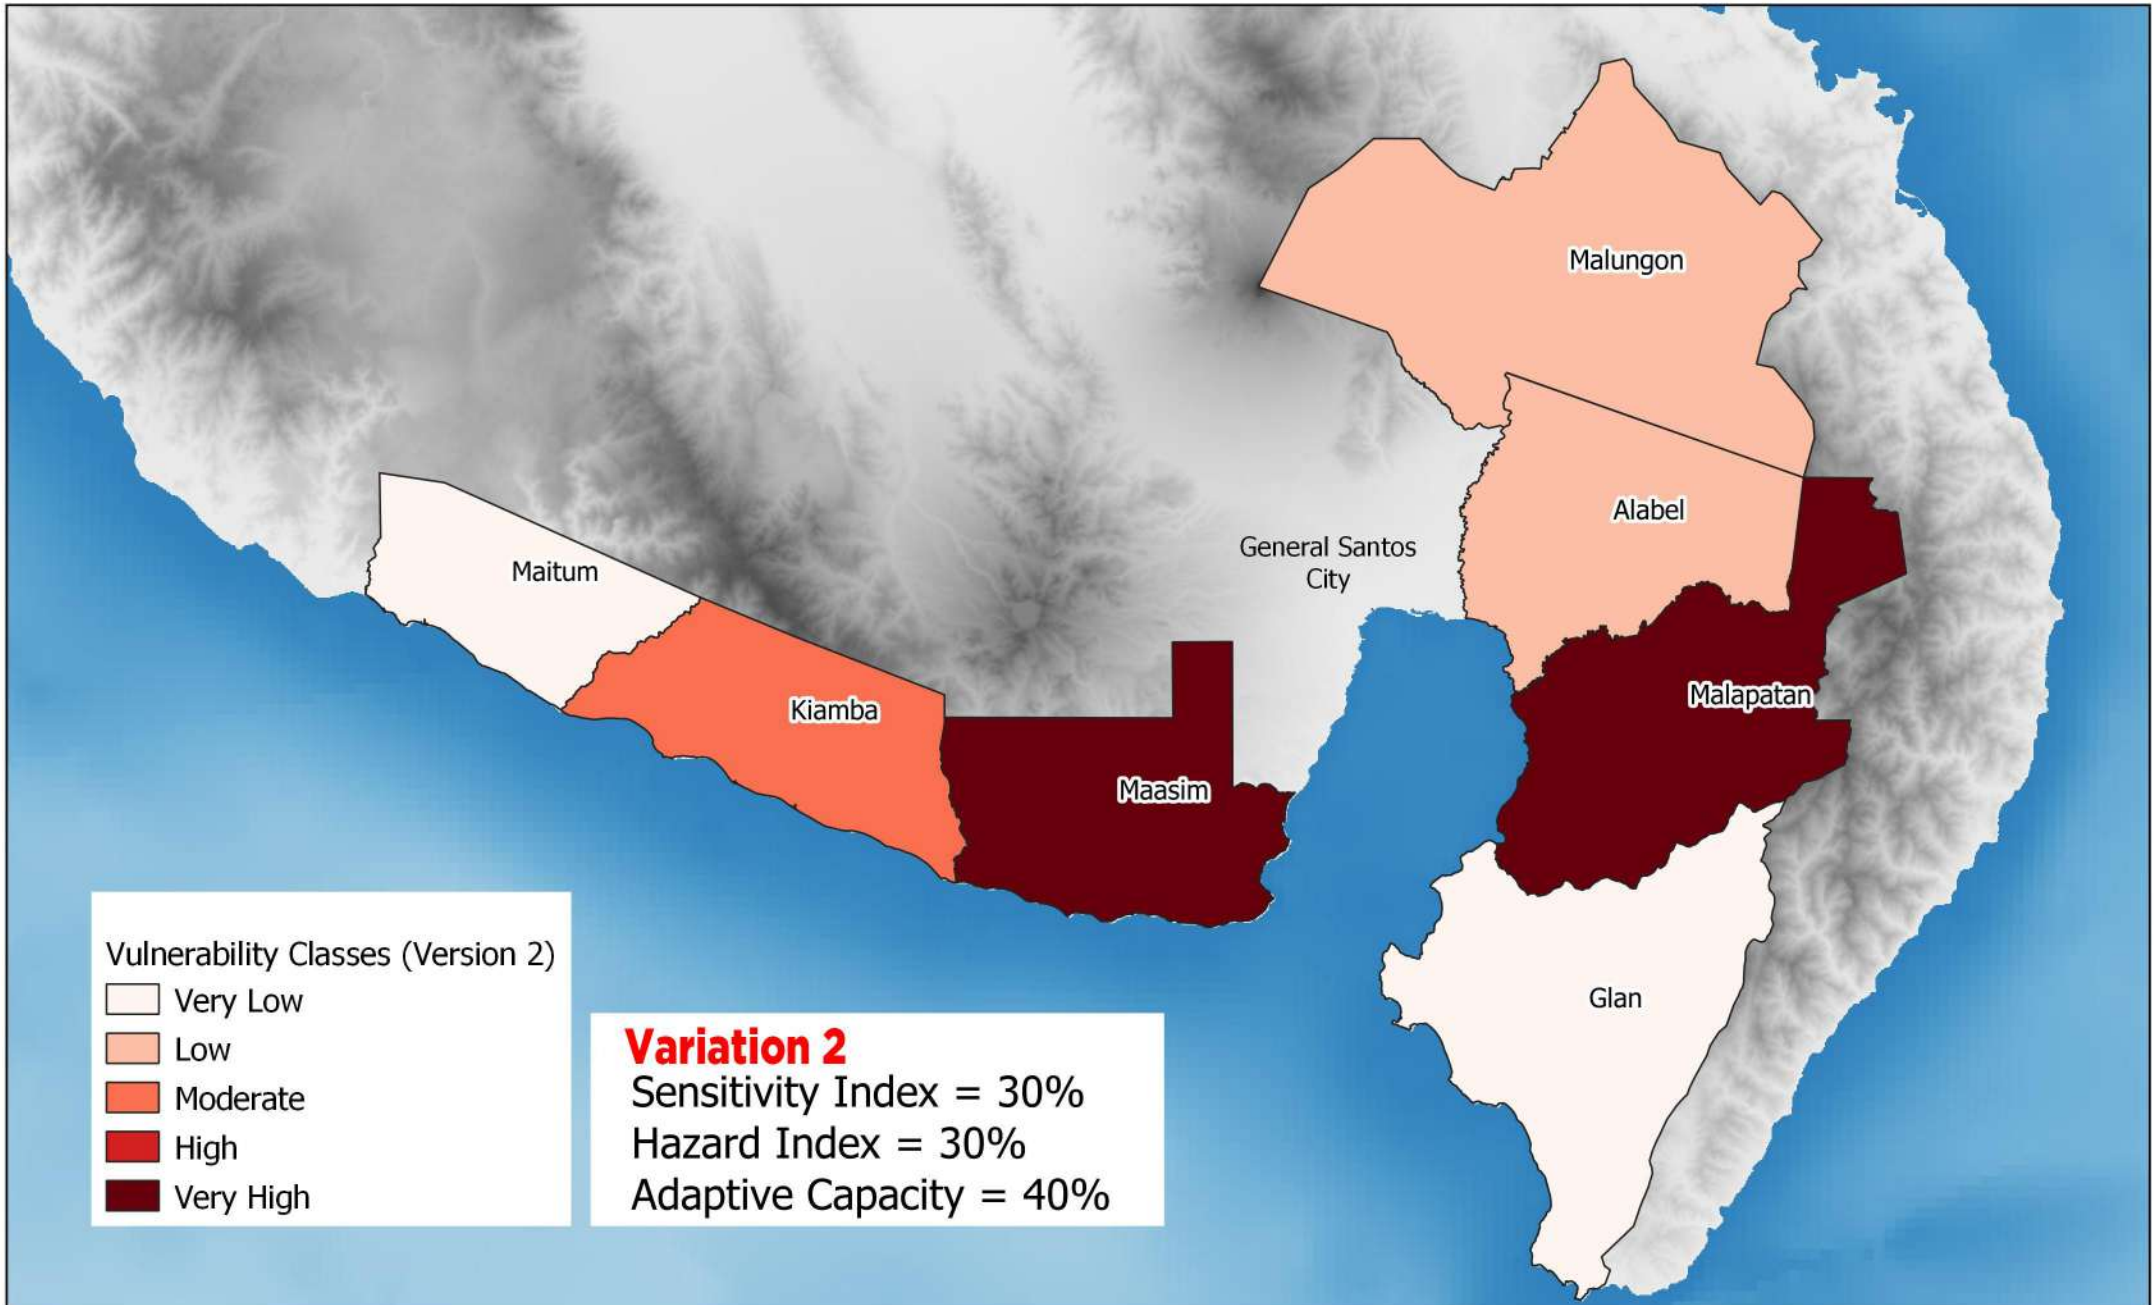 Malungon
Alabel
General Santos
City
Maitum
Malapatan
Kiamba
Maasim
Glan
Vulnerability Classes (Version 2)
Very Low
Low
Moderate
High
Very High
Variation 2
Sensitivity Index = 30%
Hazard Index = 30%
Adaptive Capacity = 40%